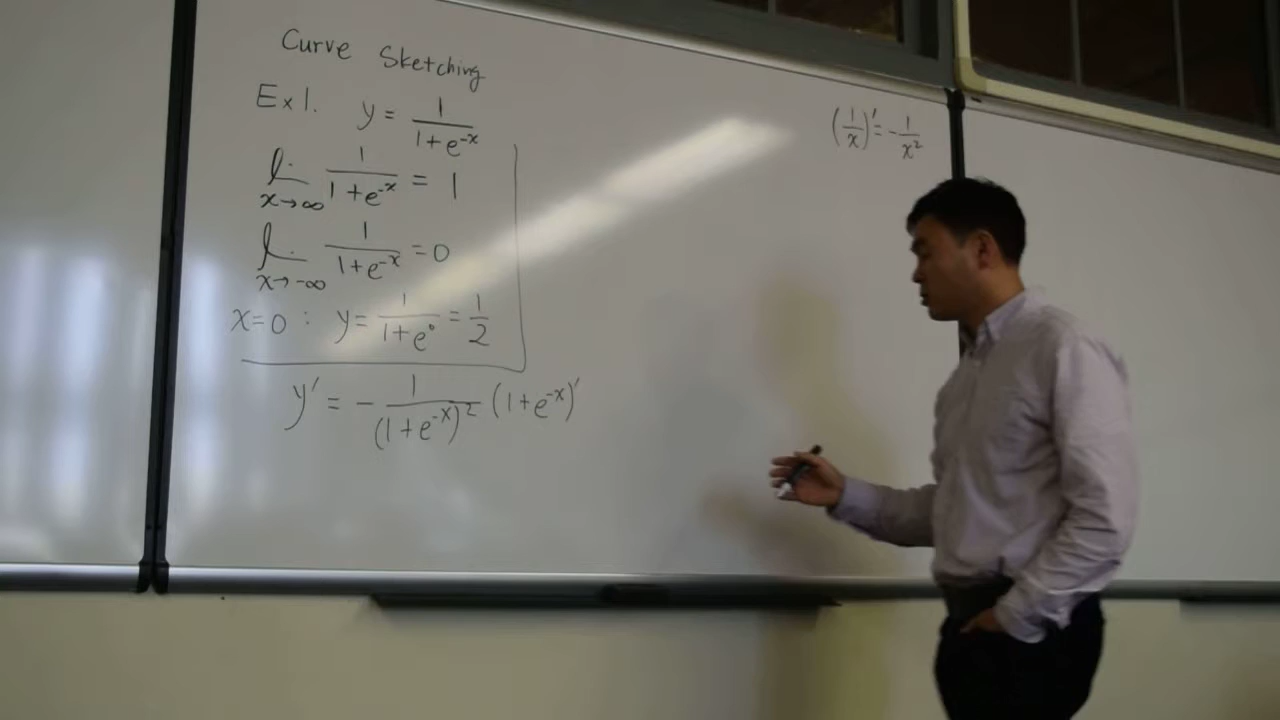 Curve Sketching
Ex 1. y = 1/(1+e^-x)
lim x→∞ 1/(1+e^-x) = 1
lim x→-∞ 1/(1+e^-x) = 0
x=0 : y = 1/(1+e^0) = 1/2
y' = - 1/(1+e^-x)^2 (1+e^-x)'
(1/x)' = - 1/x^2